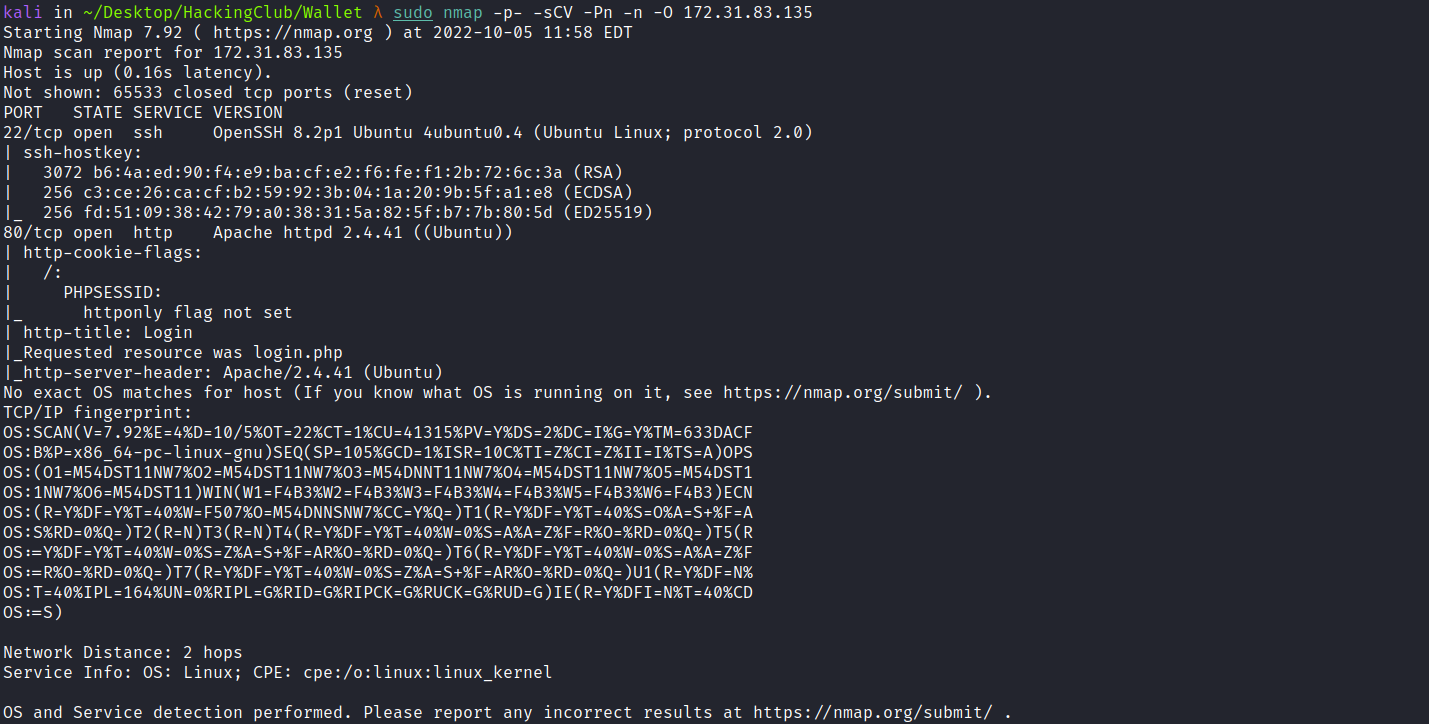 kali in ~/Desktop/HackingClub/Wallet λ sudo nmap -p- -sCV -Pn -n -O 172.31.83.135
Starting Nmap 7.92 ( https://nmap.org ) at 2022-10-05 11:58 EDT
Nmap scan report for 172.31.83.135
Host is up (0.16s latency).
Not shown: 65533 closed tcp ports (reset)
PORT   STATE SERVICE VERSION
22/tcp open  ssh     OpenSSH 8.2p1 Ubuntu 4ubuntu0.4 (Ubuntu Linux; protocol 2.0)
| ssh-hostkey:
|   3072 b6:4a:ed:90:f4:e9:ba:cf:e2:f6:fe:f1:2b:72:6c:3a (RSA)
|   256 c3:ce:26:ca:cf:b2:59:92:3b:04:1a:20:9b:5f:a1:e8 (ECDSA)
|_  256 fd:51:09:38:42:79:a0:38:31:5a:82:5f:b7:7b:80:5d (ED25519)
80/tcp open  http    Apache httpd 2.4.41 ((Ubuntu))
| http-cookie-flags:
|   /:
|     PHPSESSID:
|_      httponly flag not set
| http-title: Login
|_Requested resource was login.php
|_http-server-header: Apache/2.4.41 (Ubuntu)
No exact OS matches for host (If you know what OS is running on it, see https://nmap.org/submit/ ).
TCP/IP fingerprint:
OS:SCAN(V=7.92%E=4%D=10/5%OT=22%CT=1%CU=41315%PV=Y%DS=2%DC=I%G=Y%TM=633DACF
OS:B%P=x86_64-pc-linux-gnu)SEQ(SP=105%GCD=1%ISR=10C%TI=Z%CI=Z%II=I%TS=A)OPS
OS:(O1=M54DST11NW7%O2=M54DST11NW7%O3=M54DNNT11NW7%O4=M54DST11NW7%O5=M54DST1
OS:1NW7%O6=M54DST11)WIN(W1=F4B3%W2=F4B3%W3=F4B3%W4=F4B3%W5=F4B3%W6=F4B3)ECN
OS:(R=Y%DF=Y%T=40%W=F507%O=M54DNNSNW7%CC=Y%Q=)T1(R=Y%DF=Y%T=40%S=O%A=S+%F=A
OS:S%RD=0%Q=)T2(R=N)T3(R=N)T4(R=Y%DF=Y%T=40%W=0%S=A%A=Z%F=R%O=%RD=0%Q=)T5(R
OS:=Y%DF=Y%T=40%W=0%S=Z%A=S+%F=AR%O=%RD=0%Q=)T6(R=Y%DF=Y%T=40%W=0%S=A%A=Z%F
OS:=R%O=%RD=0%Q=)T7(R=Y%DF=Y%T=40%W=0%S=Z%A=S+%F=AR%O=%RD=0%Q=)U1(R=Y%DF=N%
OS:T=40%IPL=164%UN=0%RIPL=G%RID=G%RIPCK=G%RUCK=G%RUD=G)IE(R=Y%DFI=N%T=40%CD
OS:=S)
Network Distance: 2 hops
Service Info: OS: Linux; CPE: cpe:/o:linux:linux_kernel
OS and Service detection performed. Please report any incorrect results at https://nmap.org/submit/ .